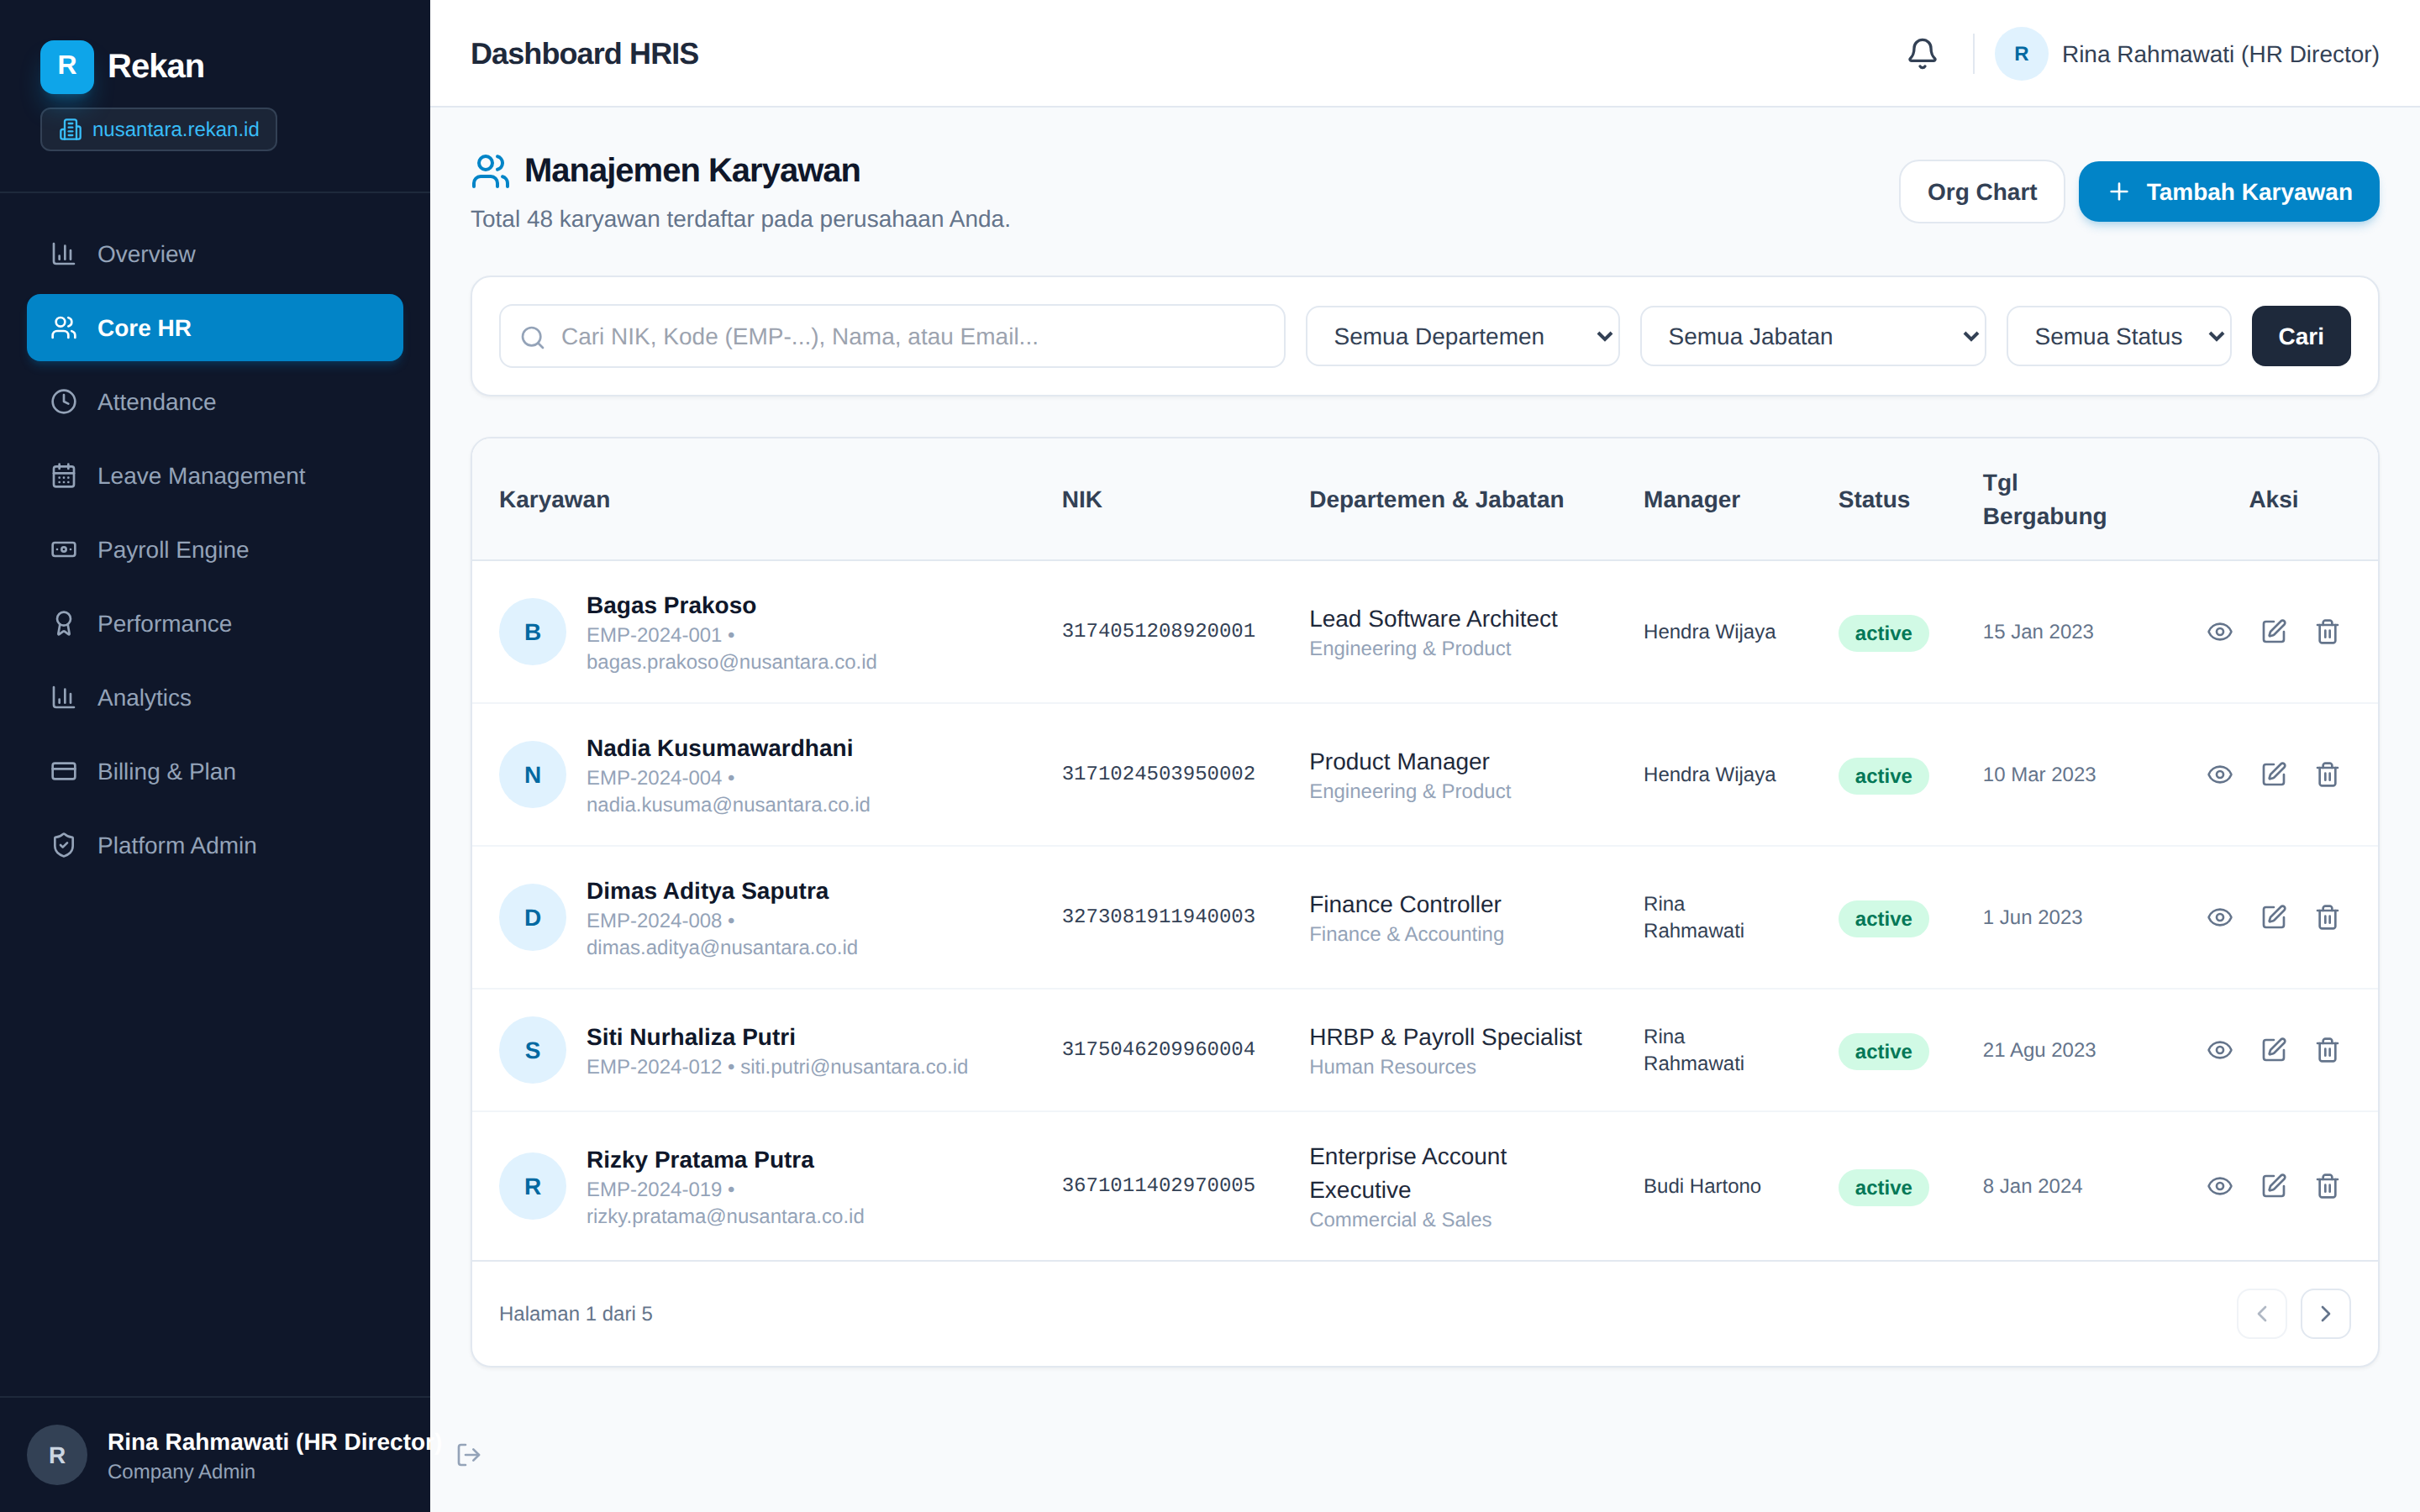 R Rekan
nusantara.rekan.id
Overview
Core HR
Attendance
Leave Management
Payroll Engine
Performance
Analytics
Billing & Plan
Platform Admin
R
Rina Rahmawati (HR Director)
Company Admin
Dashboard HRIS
R Rina Rahmawati (HR Director)
Manajemen Karyawan
Total 48 karyawan terdaftar pada perusahaan Anda.
Org Chart
Tambah Karyawan
Cari NIK, Kode (EMP-...), Nama, atau Email...
Semua Departemen
Semua Jabatan
Semua Status
Cari
Karyawan
NIK
Departemen & Jabatan
Manager
Status
Tgl
Bergabung
Aksi
B
Bagas Prakoso
EMP-2024-001 •
bagas.prakoso@nusantara.co.id
3174051208920001
Lead Software Architect
Engineering & Product
Hendra Wijaya
active
15 Jan 2023
N
Nadia Kusumawardhani
EMP-2024-004 •
nadia.kusuma@nusantara.co.id
3171024503950002
Product Manager
Engineering & Product
Hendra Wijaya
active
10 Mar 2023
D
Dimas Aditya Saputra
EMP-2024-008 •
dimas.aditya@nusantara.co.id
3273081911940003
Finance Controller
Finance & Accounting
Rina
Rahmawati
active
1 Jun 2023
S
Siti Nurhaliza Putri
EMP-2024-012 • siti.putri@nusantara.co.id
3175046209960004
HRBP & Payroll Specialist
Human Resources
Rina
Rahmawati
active
21 Agu 2023
R
Rizky Pratama Putra
EMP-2024-019 •
rizky.pratama@nusantara.co.id
3671011402970005
Enterprise Account
Executive
Commercial & Sales
Budi Hartono
active
8 Jan 2024
Halaman 1 dari 5